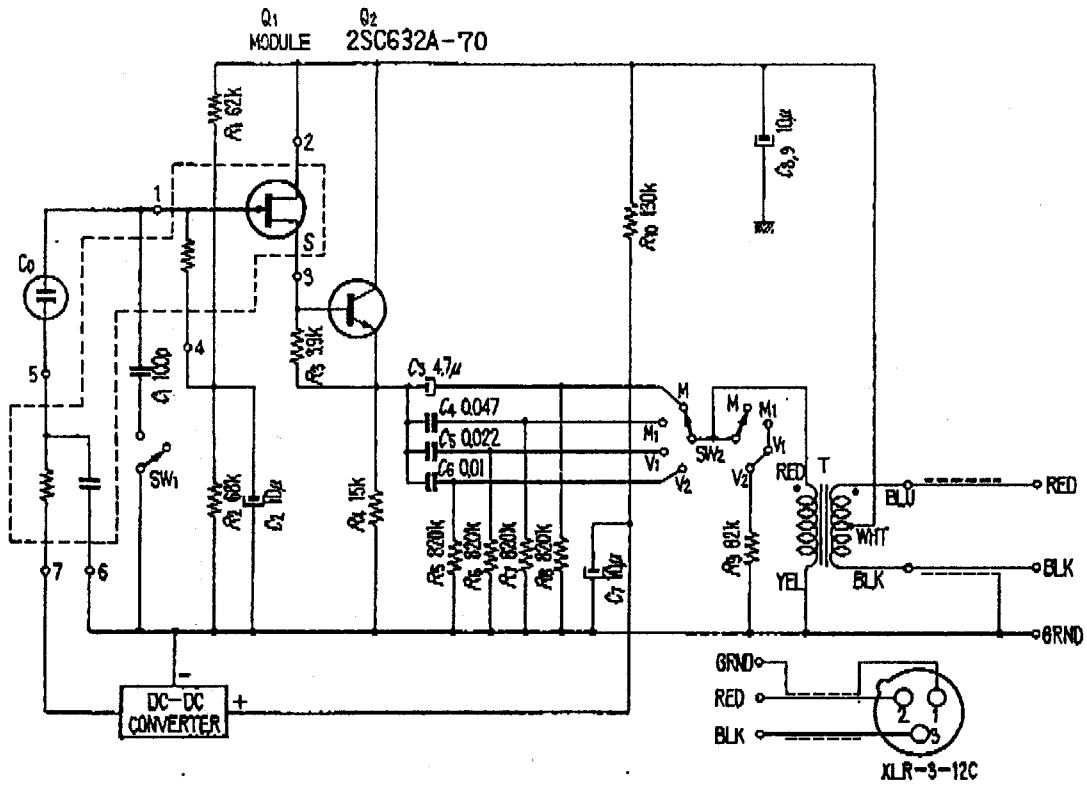 Q1
MODULE
Q2
2SC632A-70
R1 62k
2
1
S
3
C0
R10 130k
C8,9 10μ
4
5
C1 100p
SW1
R2 68k
C2 10μ
R4 15k
C3 4.7μ
C4 0.047
C5 0.022
C6 0.01
R5 820k
R6 820k
R7 820k
R8 820k
C7 10μ
M
M1
V1
V2
SW2
M
M1
V1
V2
R9 82k
RED
T
YEL
BLU
WHT
BLK
RED
BLK
GRND
7
6
-
DC-DC
CONVERTER
+
GRND
RED
BLK
2
1
3
XLR-3-12C